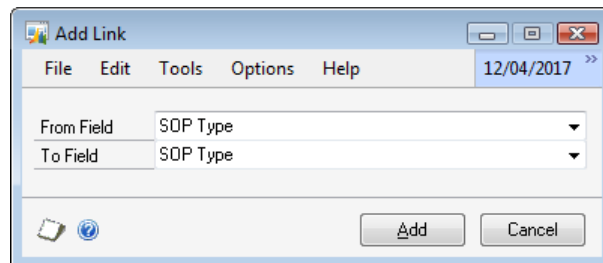 Add Link
File Edit Tools Options Help 12/04/2017 »
From Field SOP Type
To Field SOP Type
Add Cancel